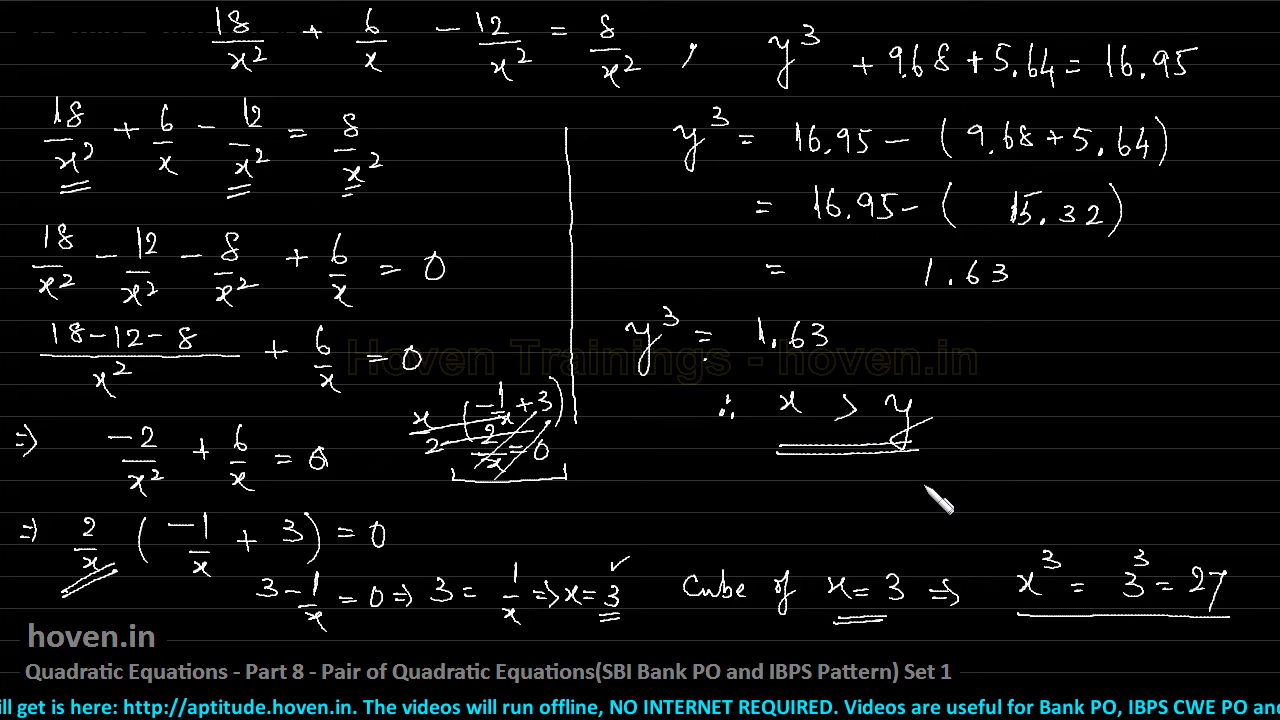 18/x² + 6/x - 12/x² = 8/x² , y³ + 9.68 + 5.64 = 16.95
18/x² + 6/x - 12/x² = 8/x²
18/x² - 12/x² - 8/x² + 6/x = 0
(18-12-8)/x² + 6/x = 0
=> -2/x² + 6/x = 0
x/2 (-1/x + 3) 2/x = 0
=> 2/x (-1/x + 3) = 0
3 - 1/x = 0 => 3 = 1/x => x = 3 ✓
y³ = 16.95 - (9.68 + 5.64)
= 16.95 - ( 15.32 )
= 1.63
y³ = 1.63
∴ x > y
Cube of x = 3 => x³ = 3³ = 27
Hoven Trainings - hoven.in
hoven.in
Quadratic Equations - Part 8 - Pair of Quadratic Equations(SBI Bank PO and IBPS Pattern) Set 1
ill get is here: http://aptitude.hoven.in. The videos will run offline, NO INTERNET REQUIRED. Videos are useful for Bank PO, IBPS CWE PO and